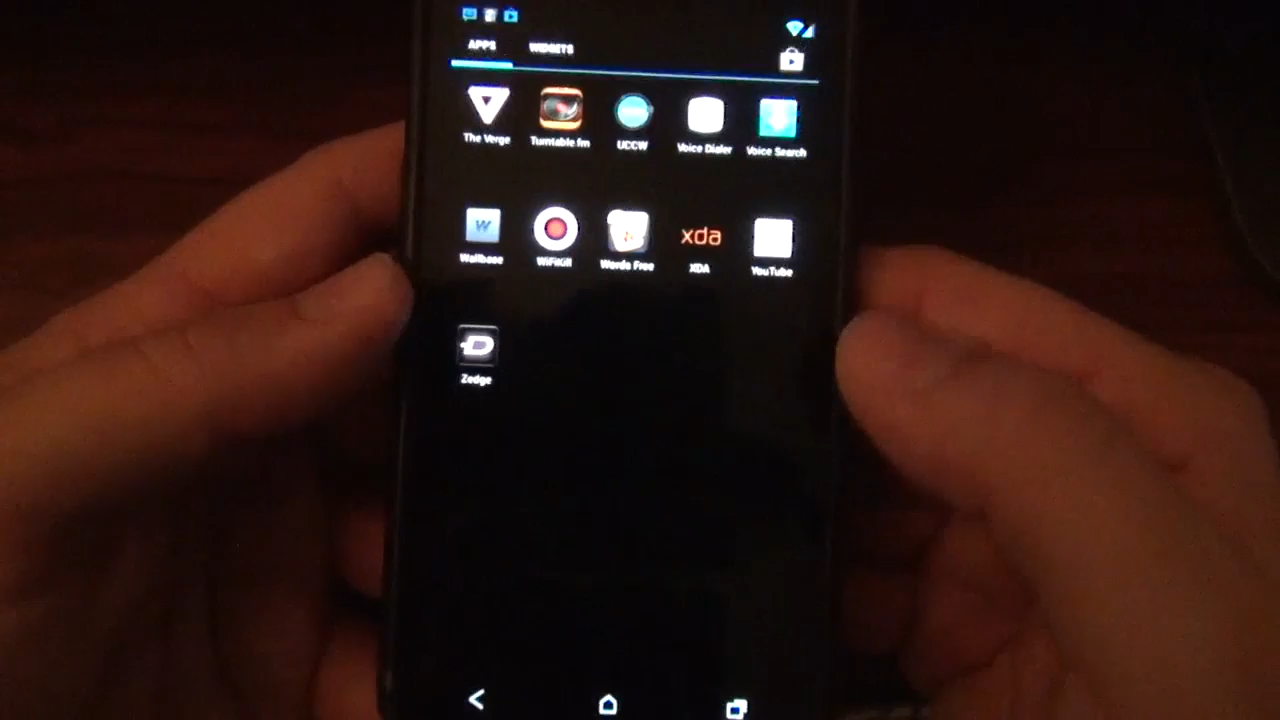 APPS WIDGETS
The Verge Turntable.fm UCCW Voice Dialer Voice Search
W
xda
Wallbase WiFiKill Words Free XDA YouTube
Zedge